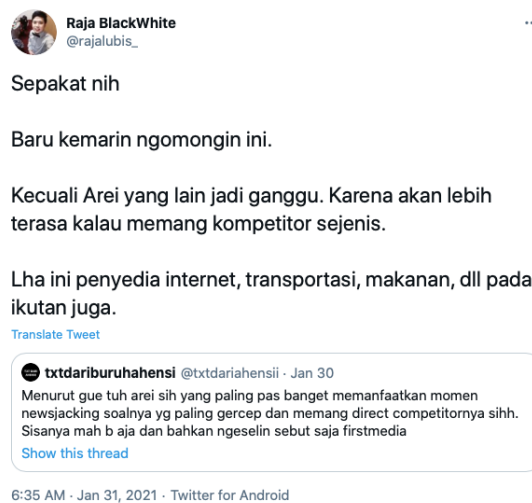 Raja BlackWhite
@rajalubis_
Sepakat nih
Baru kemarin ngomongin ini.
Kecuali Arei yang lain jadi ganggu. Karena akan lebih
terasa kalau memang kompetitor sejenis.
Lha ini penyedia internet, transportasi, makanan, dll pada
ikutan juga.
Translate Tweet
txtdariburuhahensi @txtdariahensii · Jan 30
Menurut gue tuh arei sih yang paling pas banget memanfaatkan momen
newsjacking soalnya yg paling gercep dan memang direct competitornya sihh.
Sisanya mah b aja dan bahkan ngeselin sebut saja firstmedia
Show this thread
6:35 AM · Jan 31, 2021 · Twitter for Android